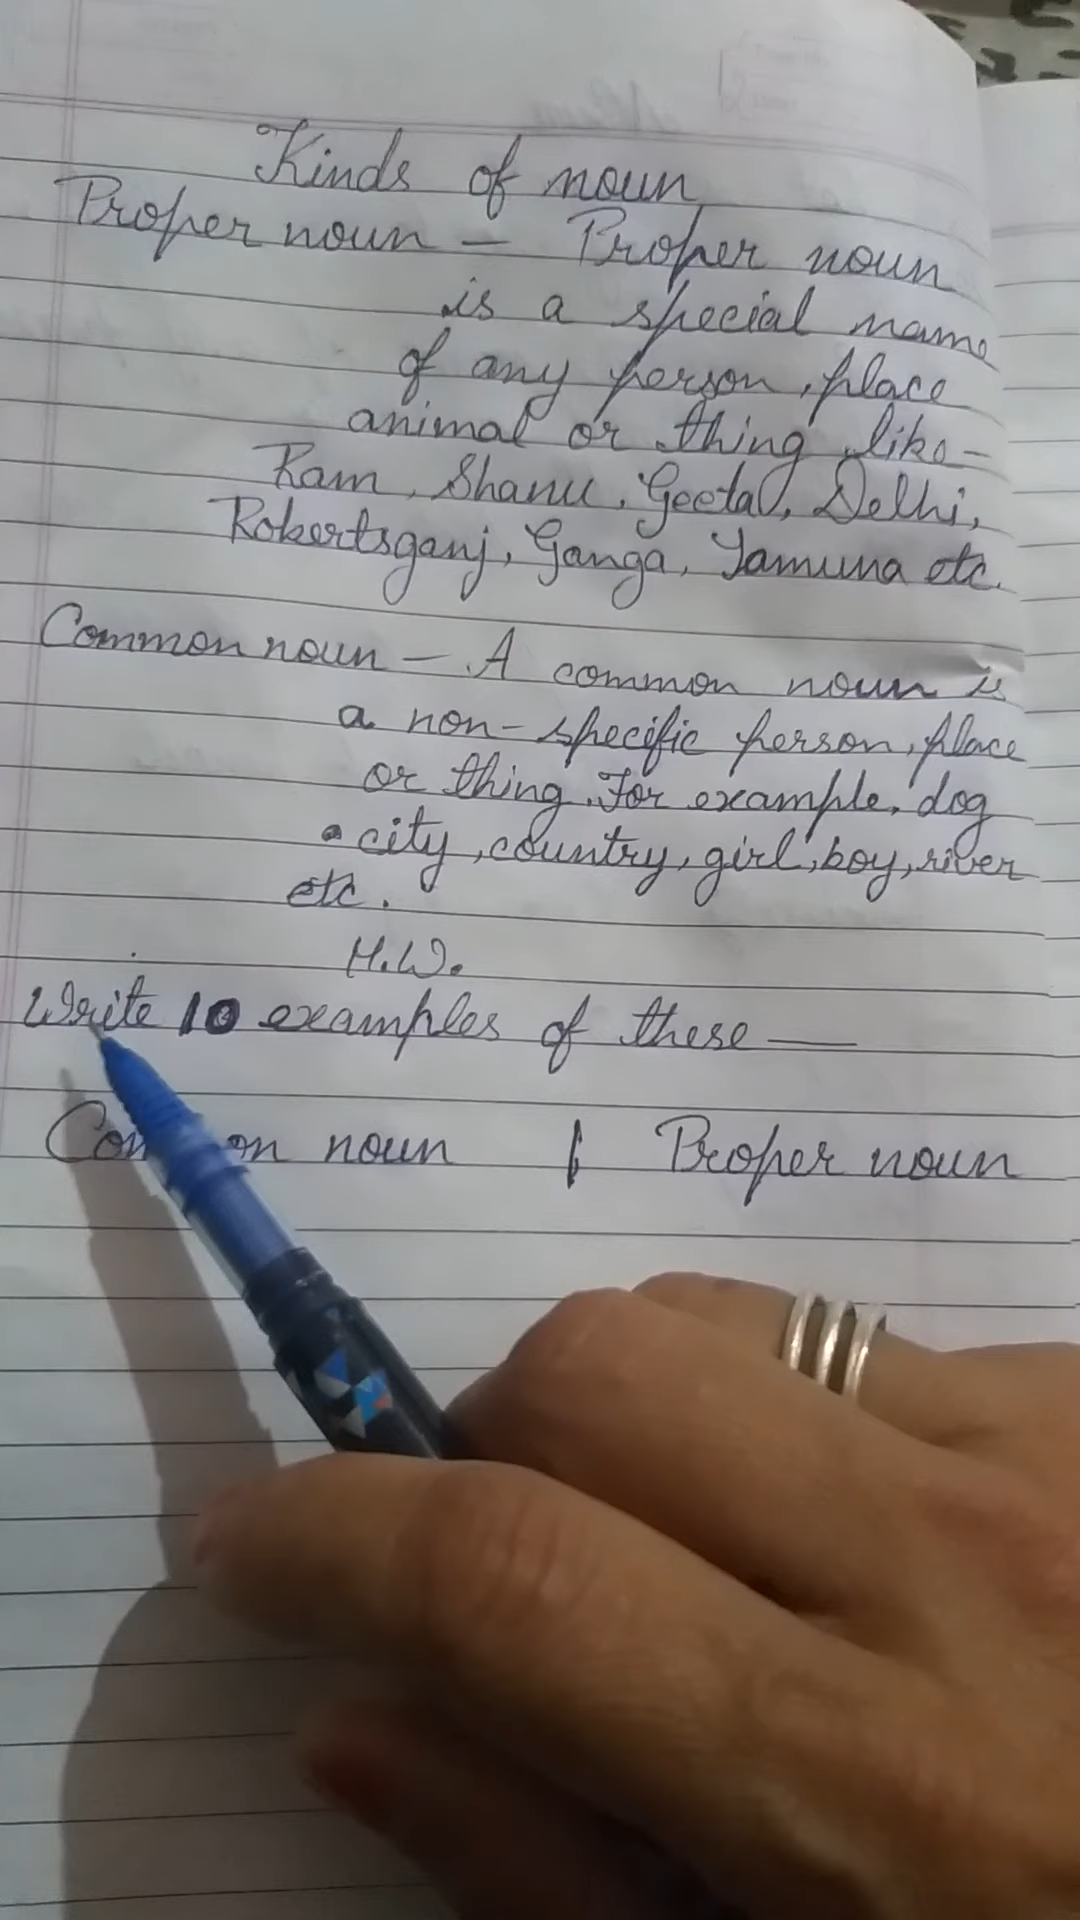 Kinds of noun
Proper noun — Proper noun
is a special name
of any person, place
animal or thing like-
Ram, Shanu, Geeta, Delhi,
Robertsganj, Ganga, Yamuna etc.
Common noun — A common noun is
a non-specific person, place
or thing. For example, dog
city, country, girl, boy, river
etc.
H.W.
Write 10 examples of these —
Common noun | Proper noun